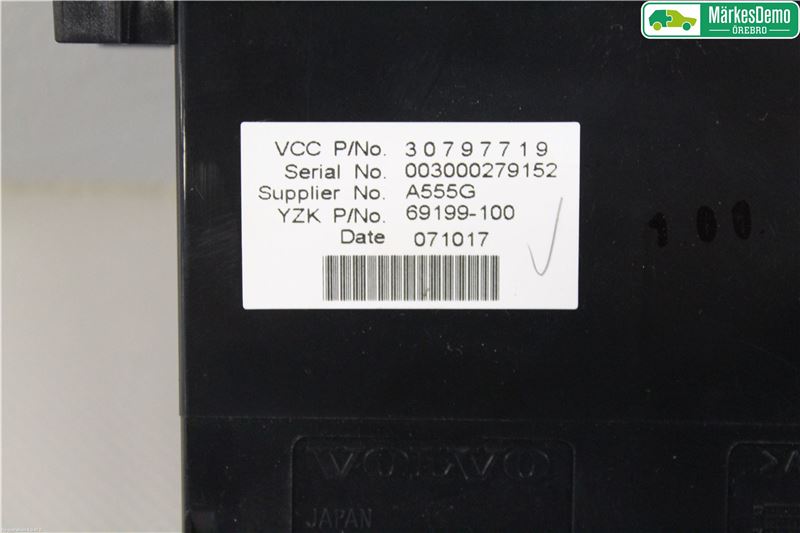 MärkesDemo
ÖREBRO
VCC P/No. 30797719
Serial No. 003000279152
Supplier No. A555G
YZK P/No. 69199-100
Date 071017
100
VOLVO
JAPAN